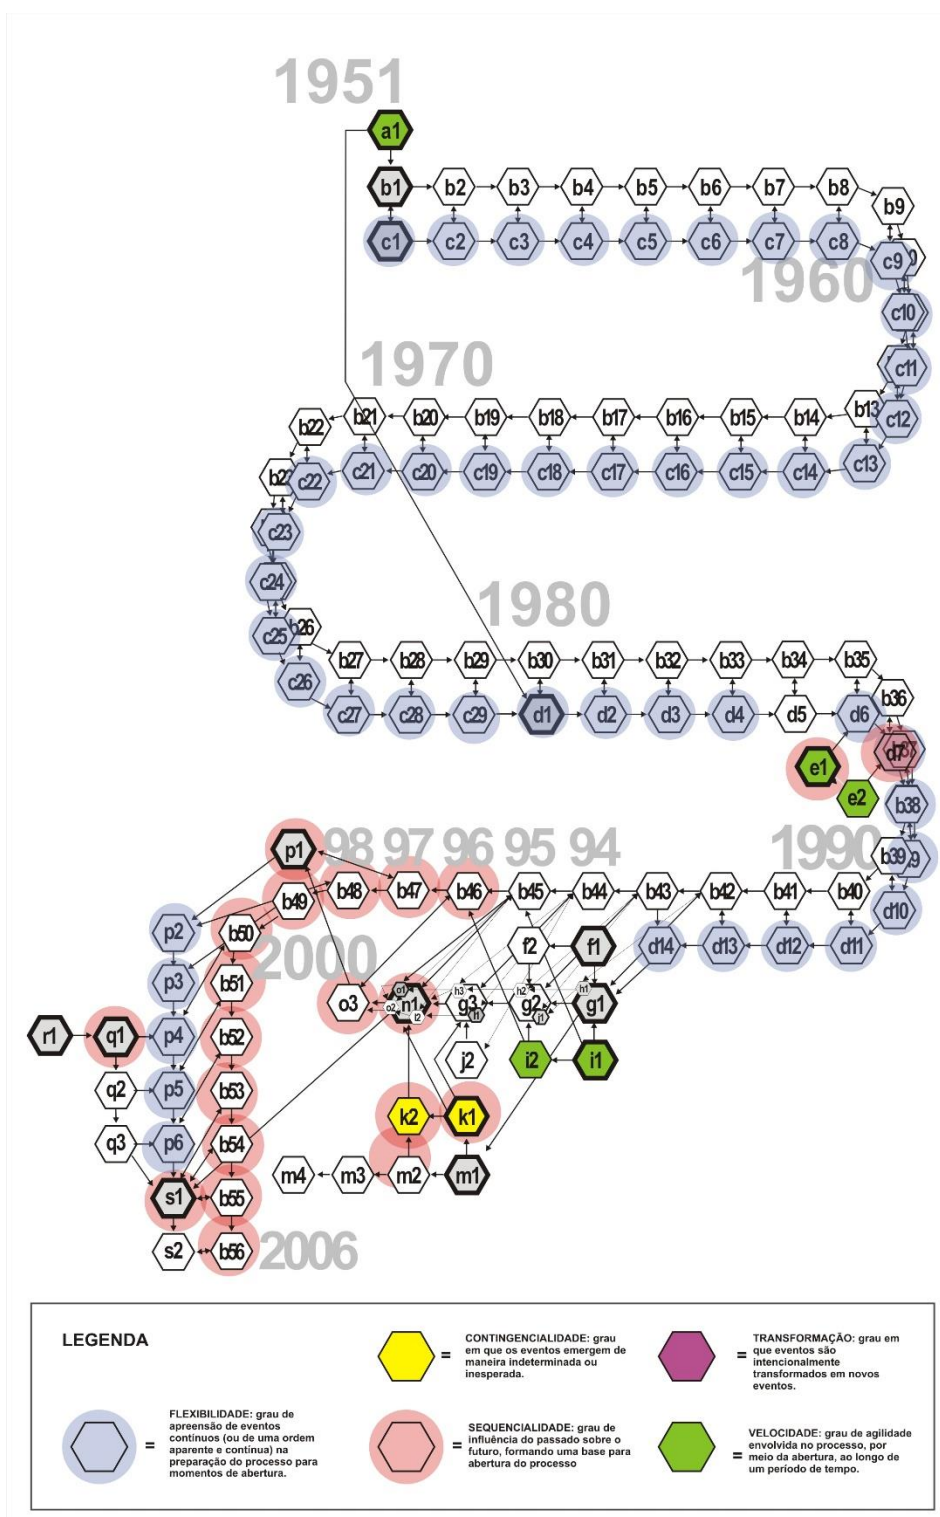 1951
a1
b1 b2 b3 b4 b5 b6 b7 b8 b9
c1 c2 c3 c4 c5 c6 c7 c8 c9
1960
c10
c11
1970
b22 b21 b20 b19 b18 b17 b16 b15 b14 b13 c12
c22 c21 c20 c19 c18 c17 c16 c15 c14 c13
c23
c24
1980
c25 b26
b27 b28 b29 b30 b31 b32 b33 b34 b35
c26 b36
c27 c28 c29 d1 d2 d3 d4 d5 d6
d7
e1
e2 b38
p1 98 97 96 95 94 1990 b39
b49 b48 b47 b46 b45 b44 b43 b42 b41 b40
d10
p2 b50 f2 f1 d14 d13 d12 d11
2000
p3 b51 o3 o1 n1 o2 l2 h3 g3 h2 g2 i1 h1 g1
r1 q1 p4 b52 j2 i2 i1
q2 p5 b53 k2 k1
q3 p6 b54
m4 m3 m2 m1
s1 b55
s2 b56 2006
LEGENDA
CONTINGENCIALIDADE: grau
em que os eventos emergem de
maneira indeterminada ou
inesperada.
=
TRANSFORMAÇÃO: grau em
que eventos são
intencionalmente
transformados em novos
eventos.
=
FLEXIBILIDADE: grau de
apreensão de eventos
contínuos (ou de uma ordem
aparente e contínua) na
preparação do processo para
momentos de abertura.
=
SEQUENCIALIDADE: grau de
influência do passado sobre o
futuro, formando uma base para
abertura do processo
=
VELOCIDADE: grau de agilidade
envolvida no processo, por
meio da abertura, ao longo de
um período de tempo.
=